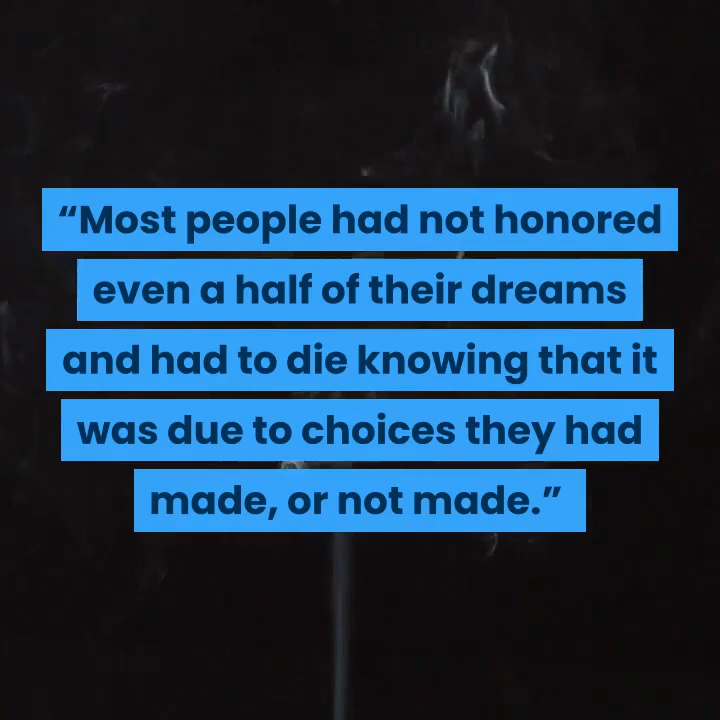 “Most people had not honored
even a half of their dreams
and had to die knowing that it
was due to choices they had
made, or not made.”